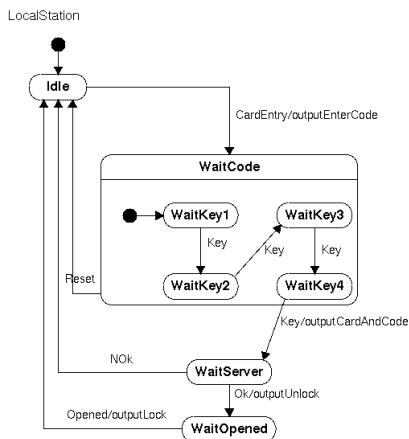 LocalStation
Idle
CardEntry/outputEnterCode
WaitCode
WaitKey1
WaitKey3
Key
Key
Key
Reset
WaitKey2
WaitKey4
Key/outputCardAndCode
NOk
WaitServer
Ok/outputUnlock
Opened/outputLock
WaitOpened